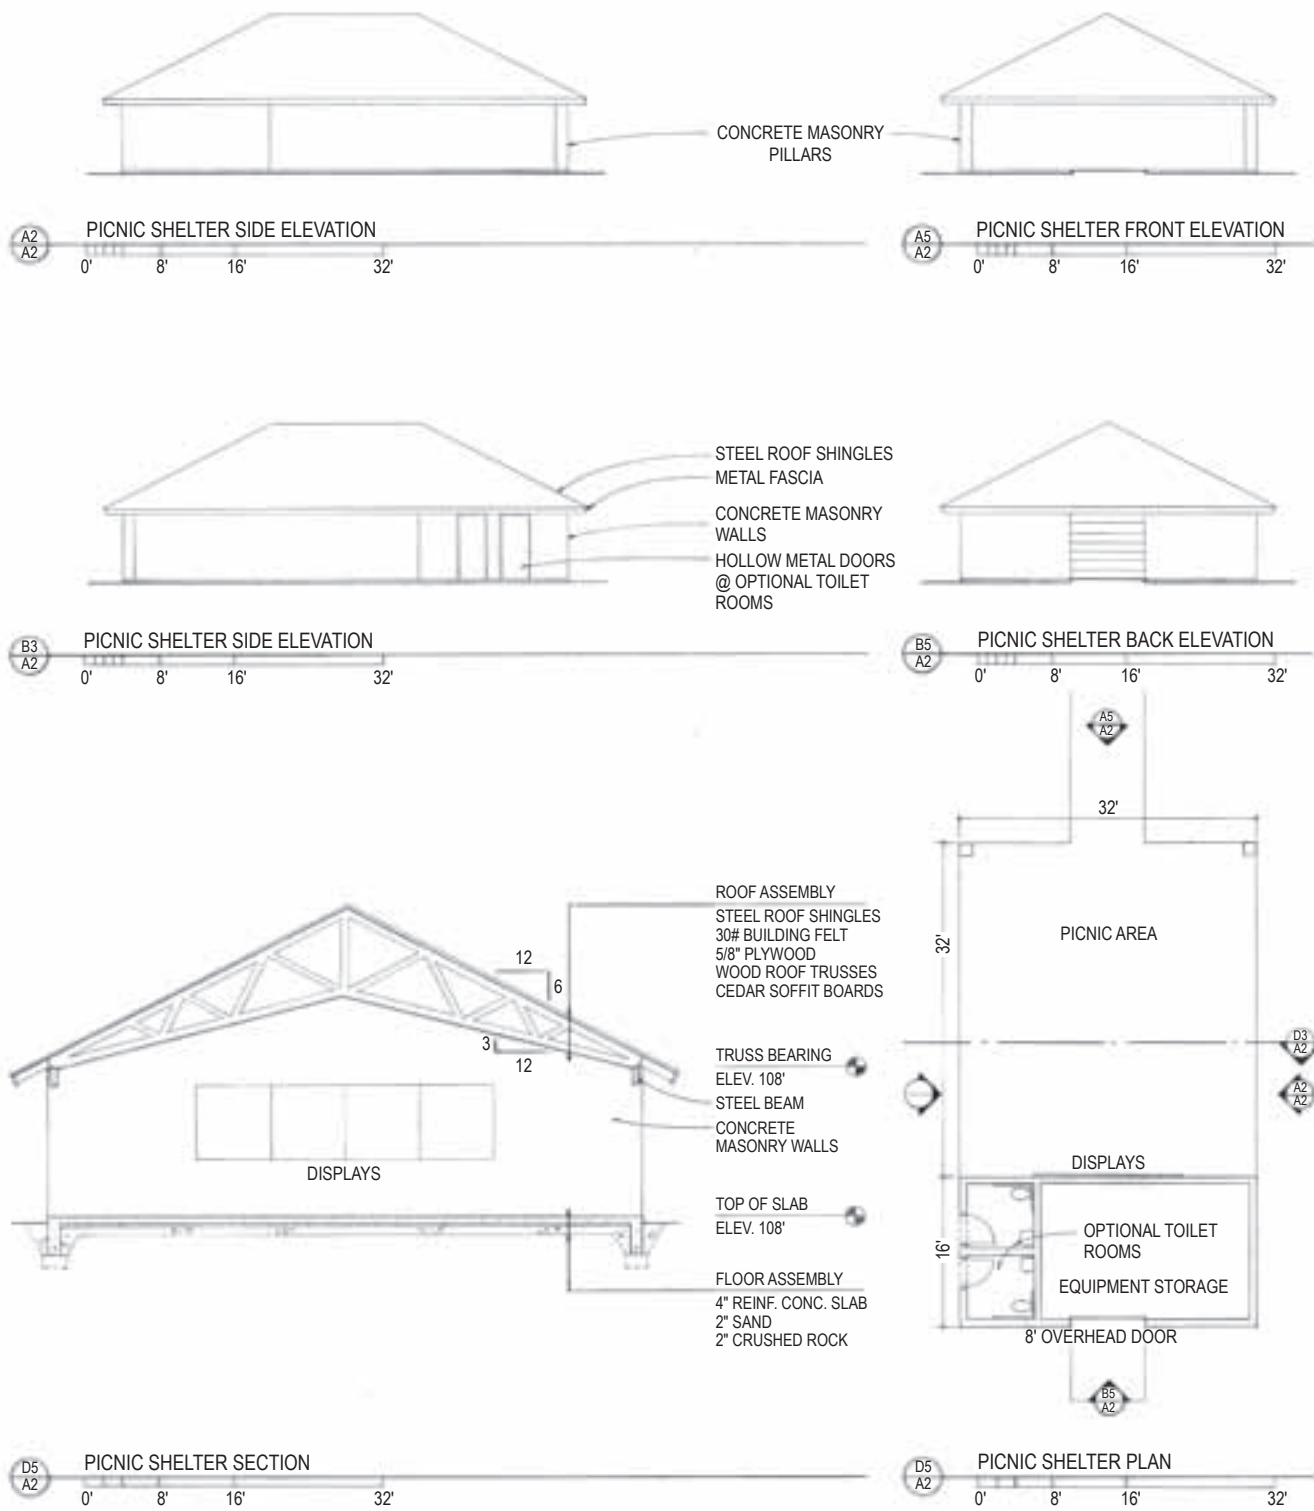 CONCRETE MASONRY
PILLARS
A2
A2
PICNIC SHELTER SIDE ELEVATION
0' 8' 16' 32'
A5
A2
PICNIC SHELTER FRONT ELEVATION
0' 8' 16' 32'
STEEL ROOF SHINGLES
METAL FASCIA
CONCRETE MASONRY
WALLS
HOLLOW METAL DOORS
@ OPTIONAL TOILET
ROOMS
B3
A2
PICNIC SHELTER SIDE ELEVATION
0' 8' 16' 32'
B5
A2
PICNIC SHELTER BACK ELEVATION
0' 8' 16' 32'
12
6
3
12
DISPLAYS
ROOF ASSEMBLY
STEEL ROOF SHINGLES
30# BUILDING FELT
5/8" PLYWOOD
WOOD ROOF TRUSSES
CEDAR SOFFIT BOARDS
TRUSS BEARING
ELEV. 108'
STEEL BEAM
CONCRETE
MASONRY WALLS
TOP OF SLAB
ELEV. 108'
FLOOR ASSEMBLY
4" REINF. CONC. SLAB
2" SAND
2" CRUSHED ROCK
D5
A2
PICNIC SHELTER SECTION
0' 8' 16' 32'
A5
A2
32'
32'
PICNIC AREA
D3
A2
A2
A2
DISPLAYS
16'
OPTIONAL TOILET
ROOMS
EQUIPMENT STORAGE
8' OVERHEAD DOOR
B5
A2
D5
A2
PICNIC SHELTER PLAN
0' 8' 16' 32'